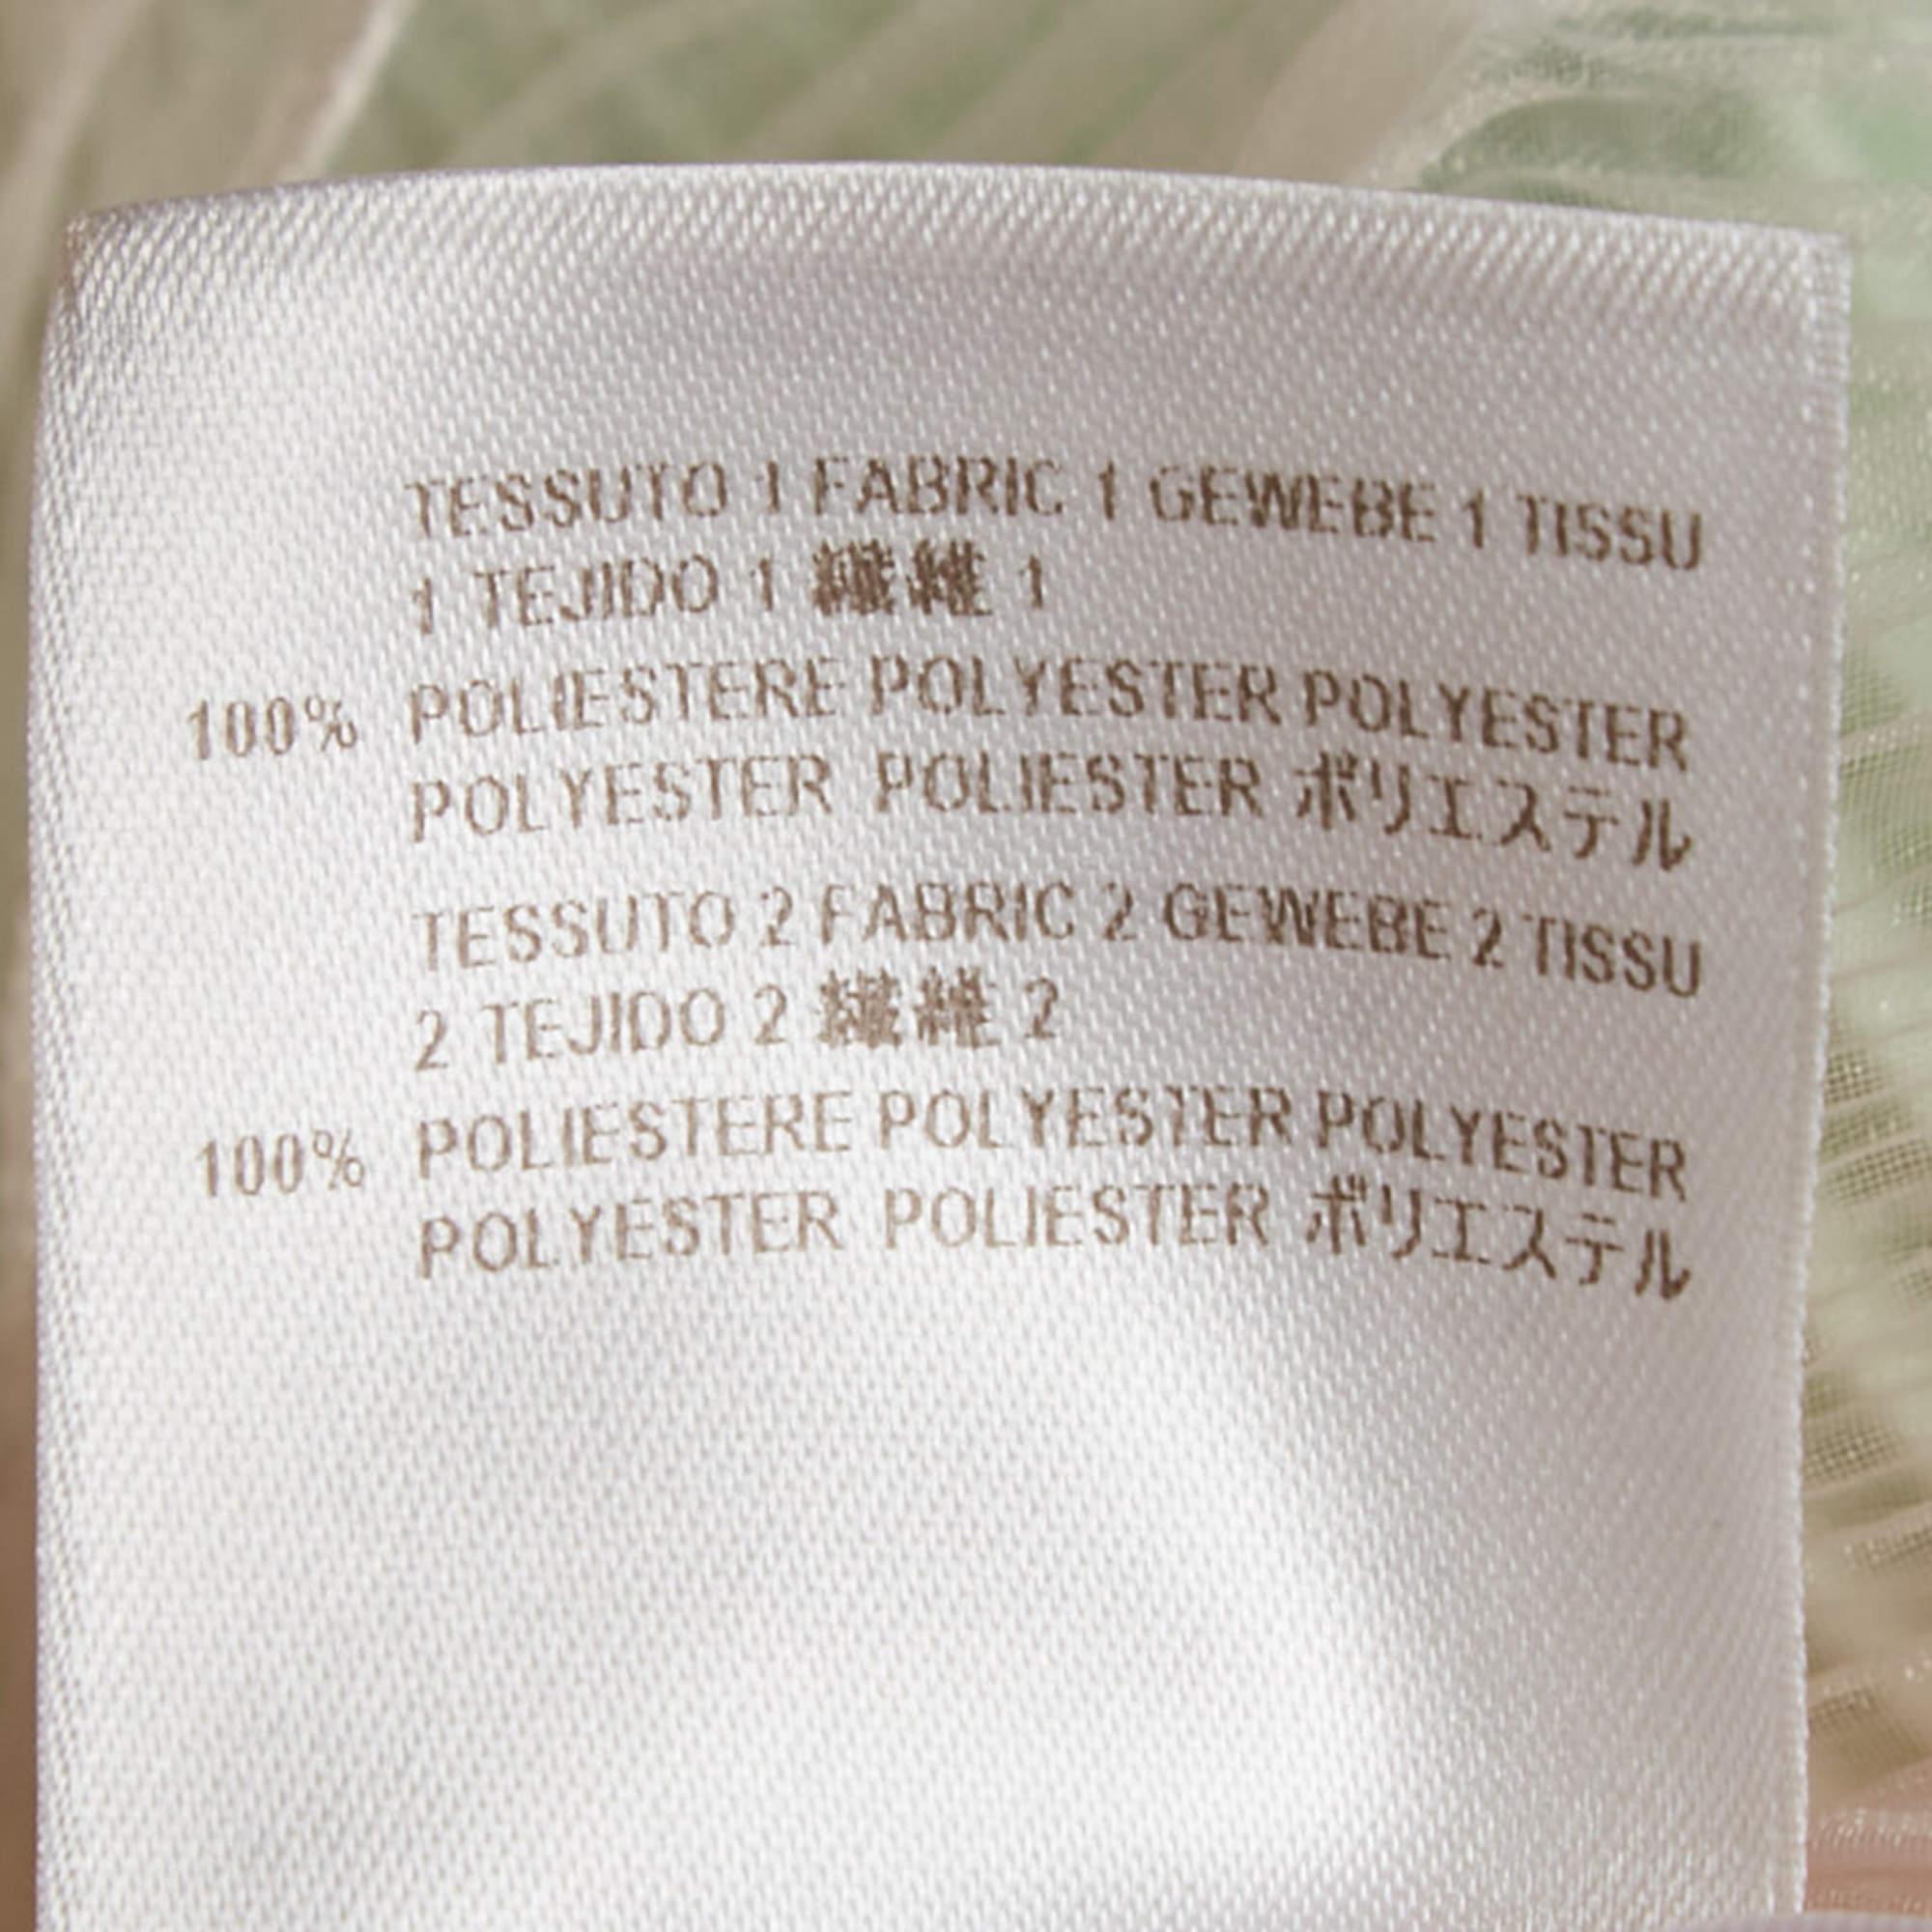 TESSUTO 1 FABRIC 1 GEWEBE 1 TISSU
1 TEJIDO 1 繊維 1
100% POLIESTERE POLYESTER POLYESTER
POLYESTER POLIESTER ポリエステル
TESSUTO 2 FABRIC 2 GEWEBE 2 TISSU
2 TEJIDO 2 繊維 2
100% POLIESTERE POLYESTER POLYESTER
POLYESTER POLIESTER ポリエステル